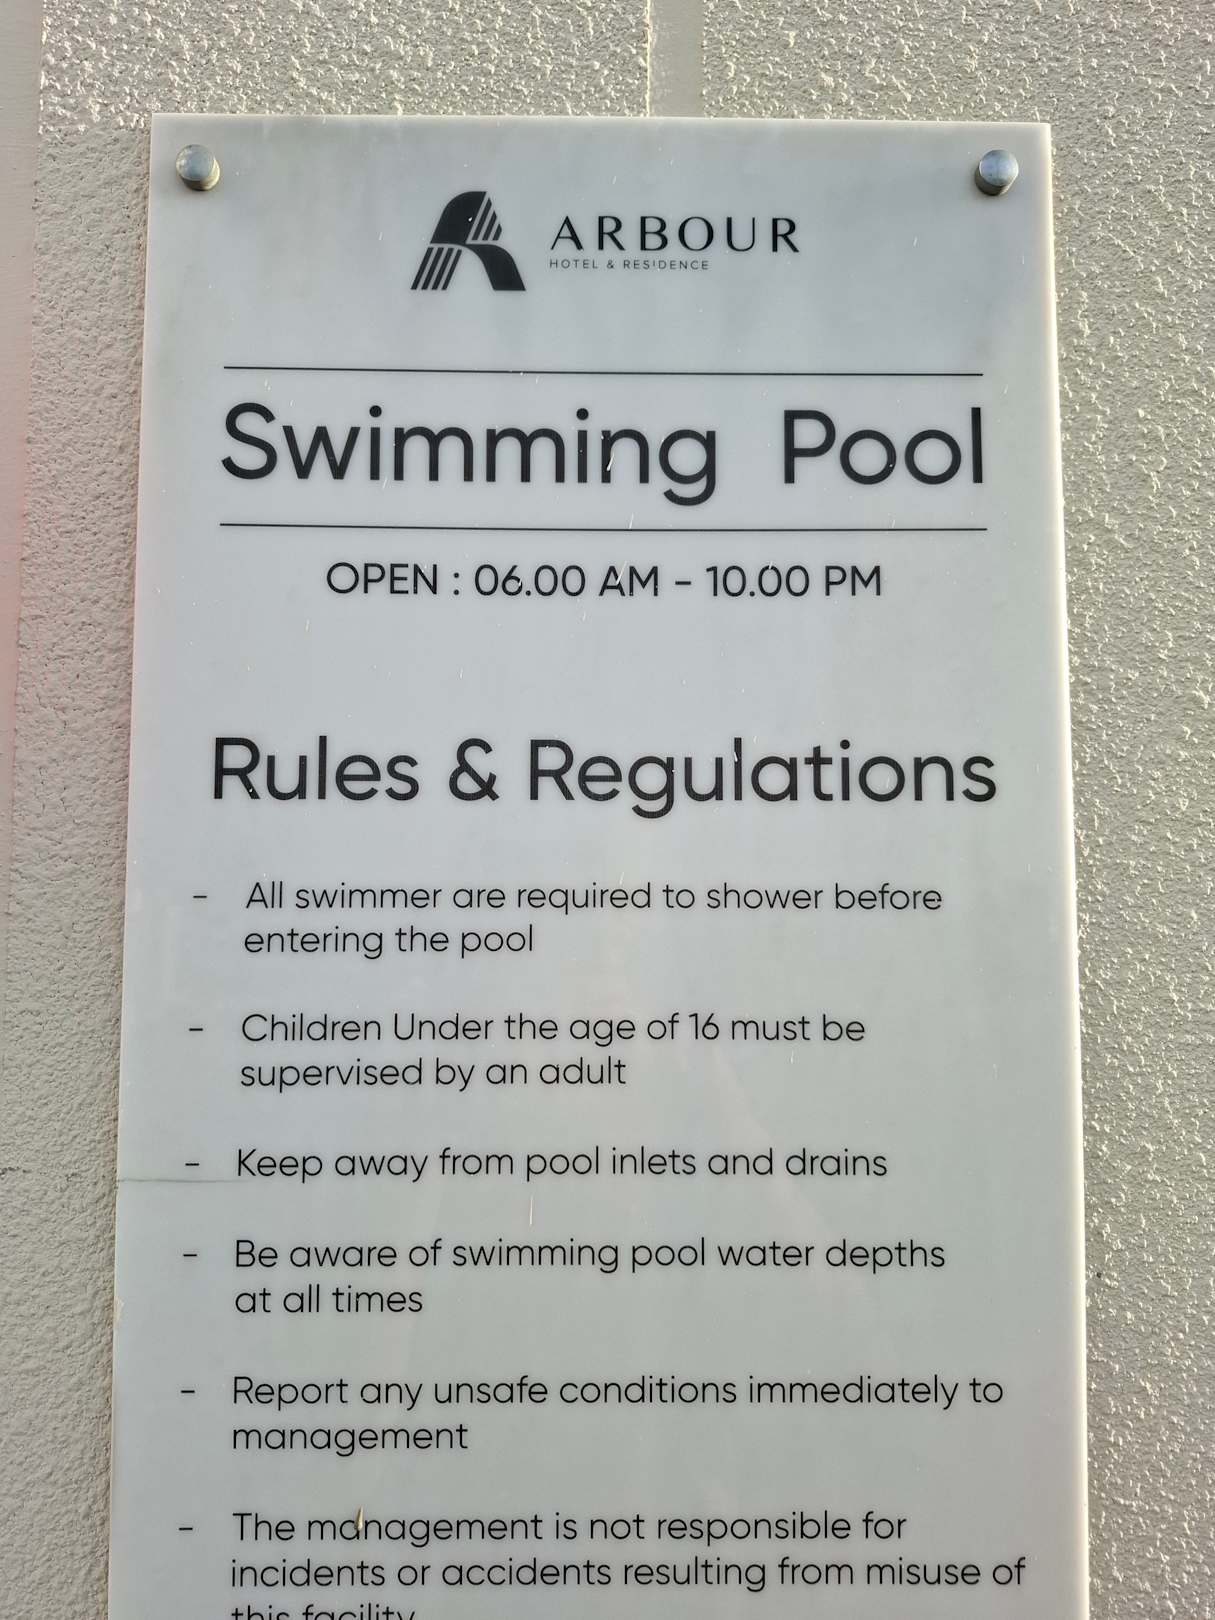 ARBOUR
HOTEL & RESIDENCE
Swimming Pool
OPEN : 06.00 AM - 10.00 PM
Rules & Regulations
- All swimmer are required to shower before
entering the pool
- Children Under the age of 16 must be
supervised by an adult
- Keep away from pool inlets and drains
- Be aware of swimming pool water depths
at all times
- Report any unsafe conditions immediately to
management
- The management is not responsible for
incidents or accidents resulting from misuse of
this facility